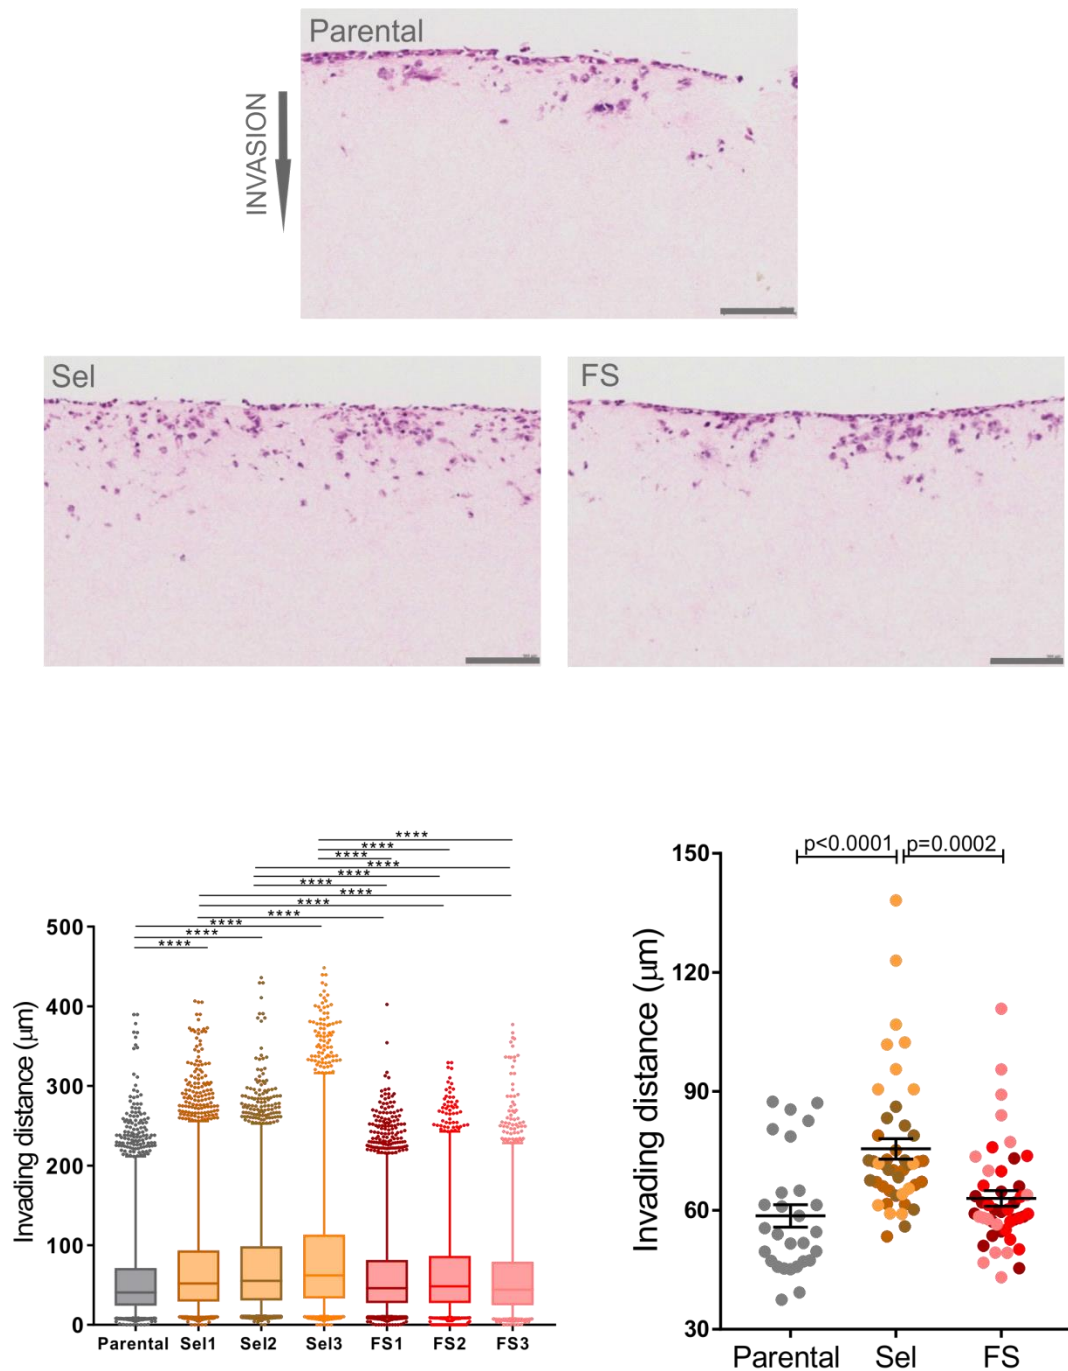 Parental
INVASION
Sel
FS
****
****
****
****
****
****
****
****
****
****
****
****
Invading distance (μm)
500
400
300
200
100
0
Parental Sel1 Sel2 Sel3 FS1 FS2 FS3
p<0.0001 p=0.0002
Invading distance (μm)
150
120
90
60
30
Parental Sel FS